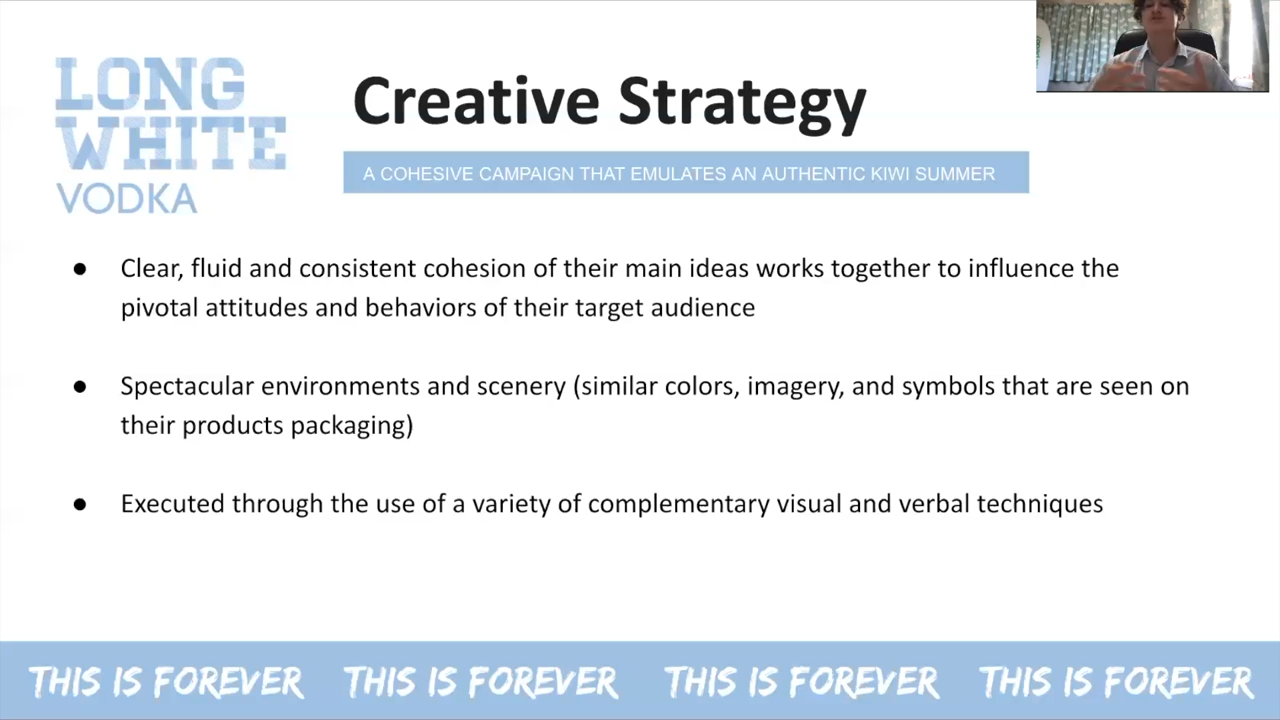 LONG
WHITE
VODKA
Creative Strategy
A COHESIVE CAMPAIGN THAT EMULATES AN AUTHENTIC KIWI SUMMER
● Clear, fluid and consistent cohesion of their main ideas works together to influence the
pivotal attitudes and behaviors of their target audience
● Spectacular environments and scenery (similar colors, imagery, and symbols that are seen on
their products packaging)
● Executed through the use of a variety of complementary visual and verbal techniques
THIS IS FOREVER THIS IS FOREVER THIS IS FOREVER THIS IS FOREVER